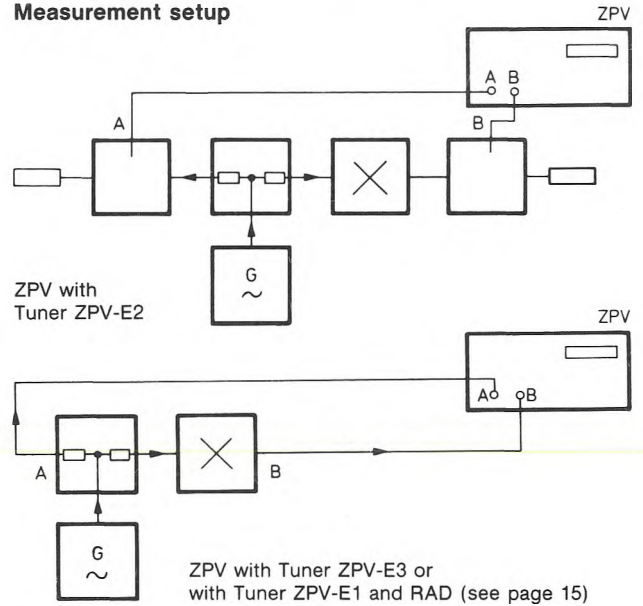 Measurement setup
ZPV
A B
A
B
G
~
ZPV with
Tuner ZPV-E2
ZPV
A B
A
B
G
~
ZPV with Tuner ZPV-E3 or
with Tuner ZPV-E1 and RAD (see page 15)